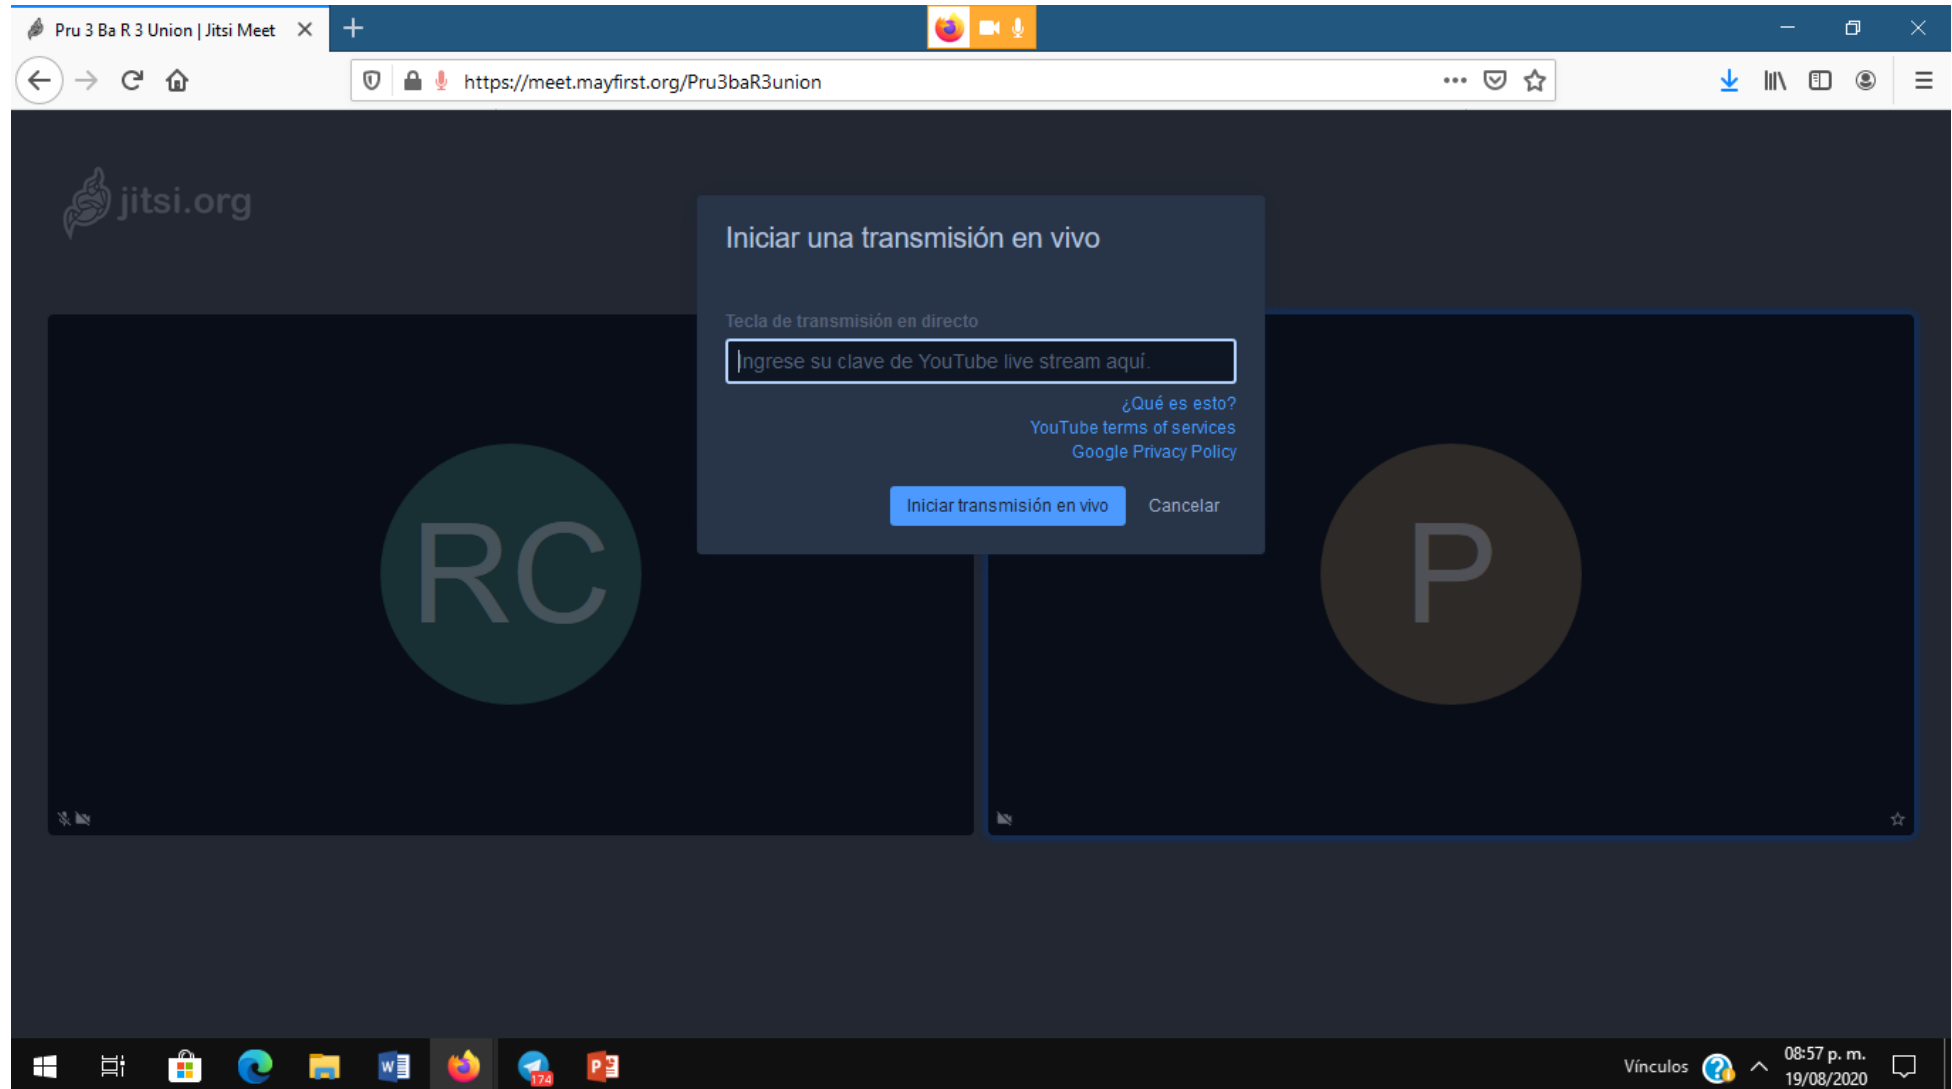 Pru 3 Ba R 3 Union | Jitsi Meet
https://meet.mayfirst.org/Pru3baR3union
jitsi.org
Iniciar una transmisión en vivo
Tecla de transmisión en directo
Ingrese su clave de YouTube live stream aquí.
¿Qué es esto?
YouTube terms of services
Google Privacy Policy
Iniciar transmisión en vivo
Cancelar
RC
P
174
Vínculos
08:57 p. m.
19/08/2020